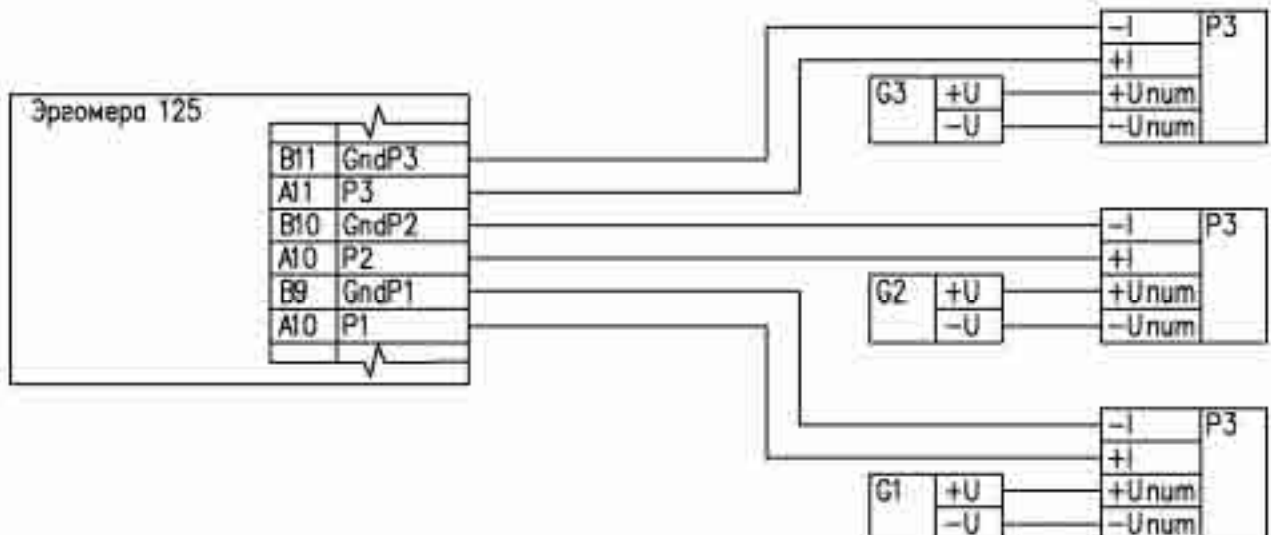 Эргомера 125
B11 GndP3
A11 P3
B10 GndP2
A10 P2
B9 GndP1
A10 P1
-I P3
+I
G3 +U +Unum
-U -Unum
-I P3
+I
G2 +U +Unum
-U -Unum
-I P3
+I
G1 +U +Unum
-U -Unum